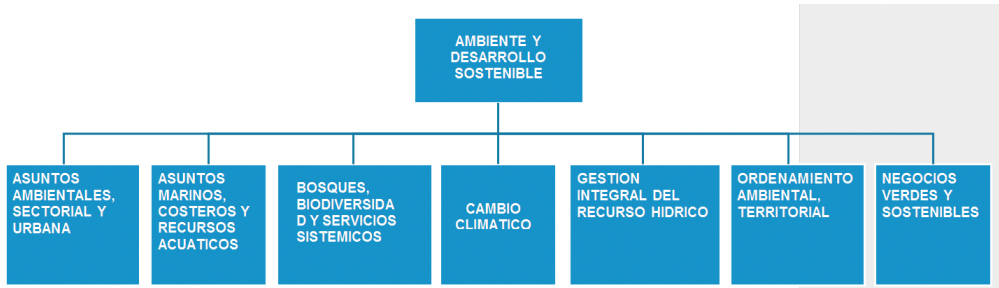 AMBIENTE Y
DESARROLLO
SOSTENIBLE
ASUNTOS
AMBIENTALES,
SECTORIAL Y
URBANA
ASUNTOS
MARINOS,
COSTEROS Y
RECURSOS
ACUATICOS
BOSQUES,
BIODIVERSIDA
D Y SERVICIOS
SISTEMICOS
CAMBIO
CLIMATICO
GESTION
INTEGRAL DEL
RECURSO HIDRICO
ORDENAMIENTO
AMBIENTAL,
TERRITORIAL
NEGOCIOS
VERDES Y
SOSTENIBLES